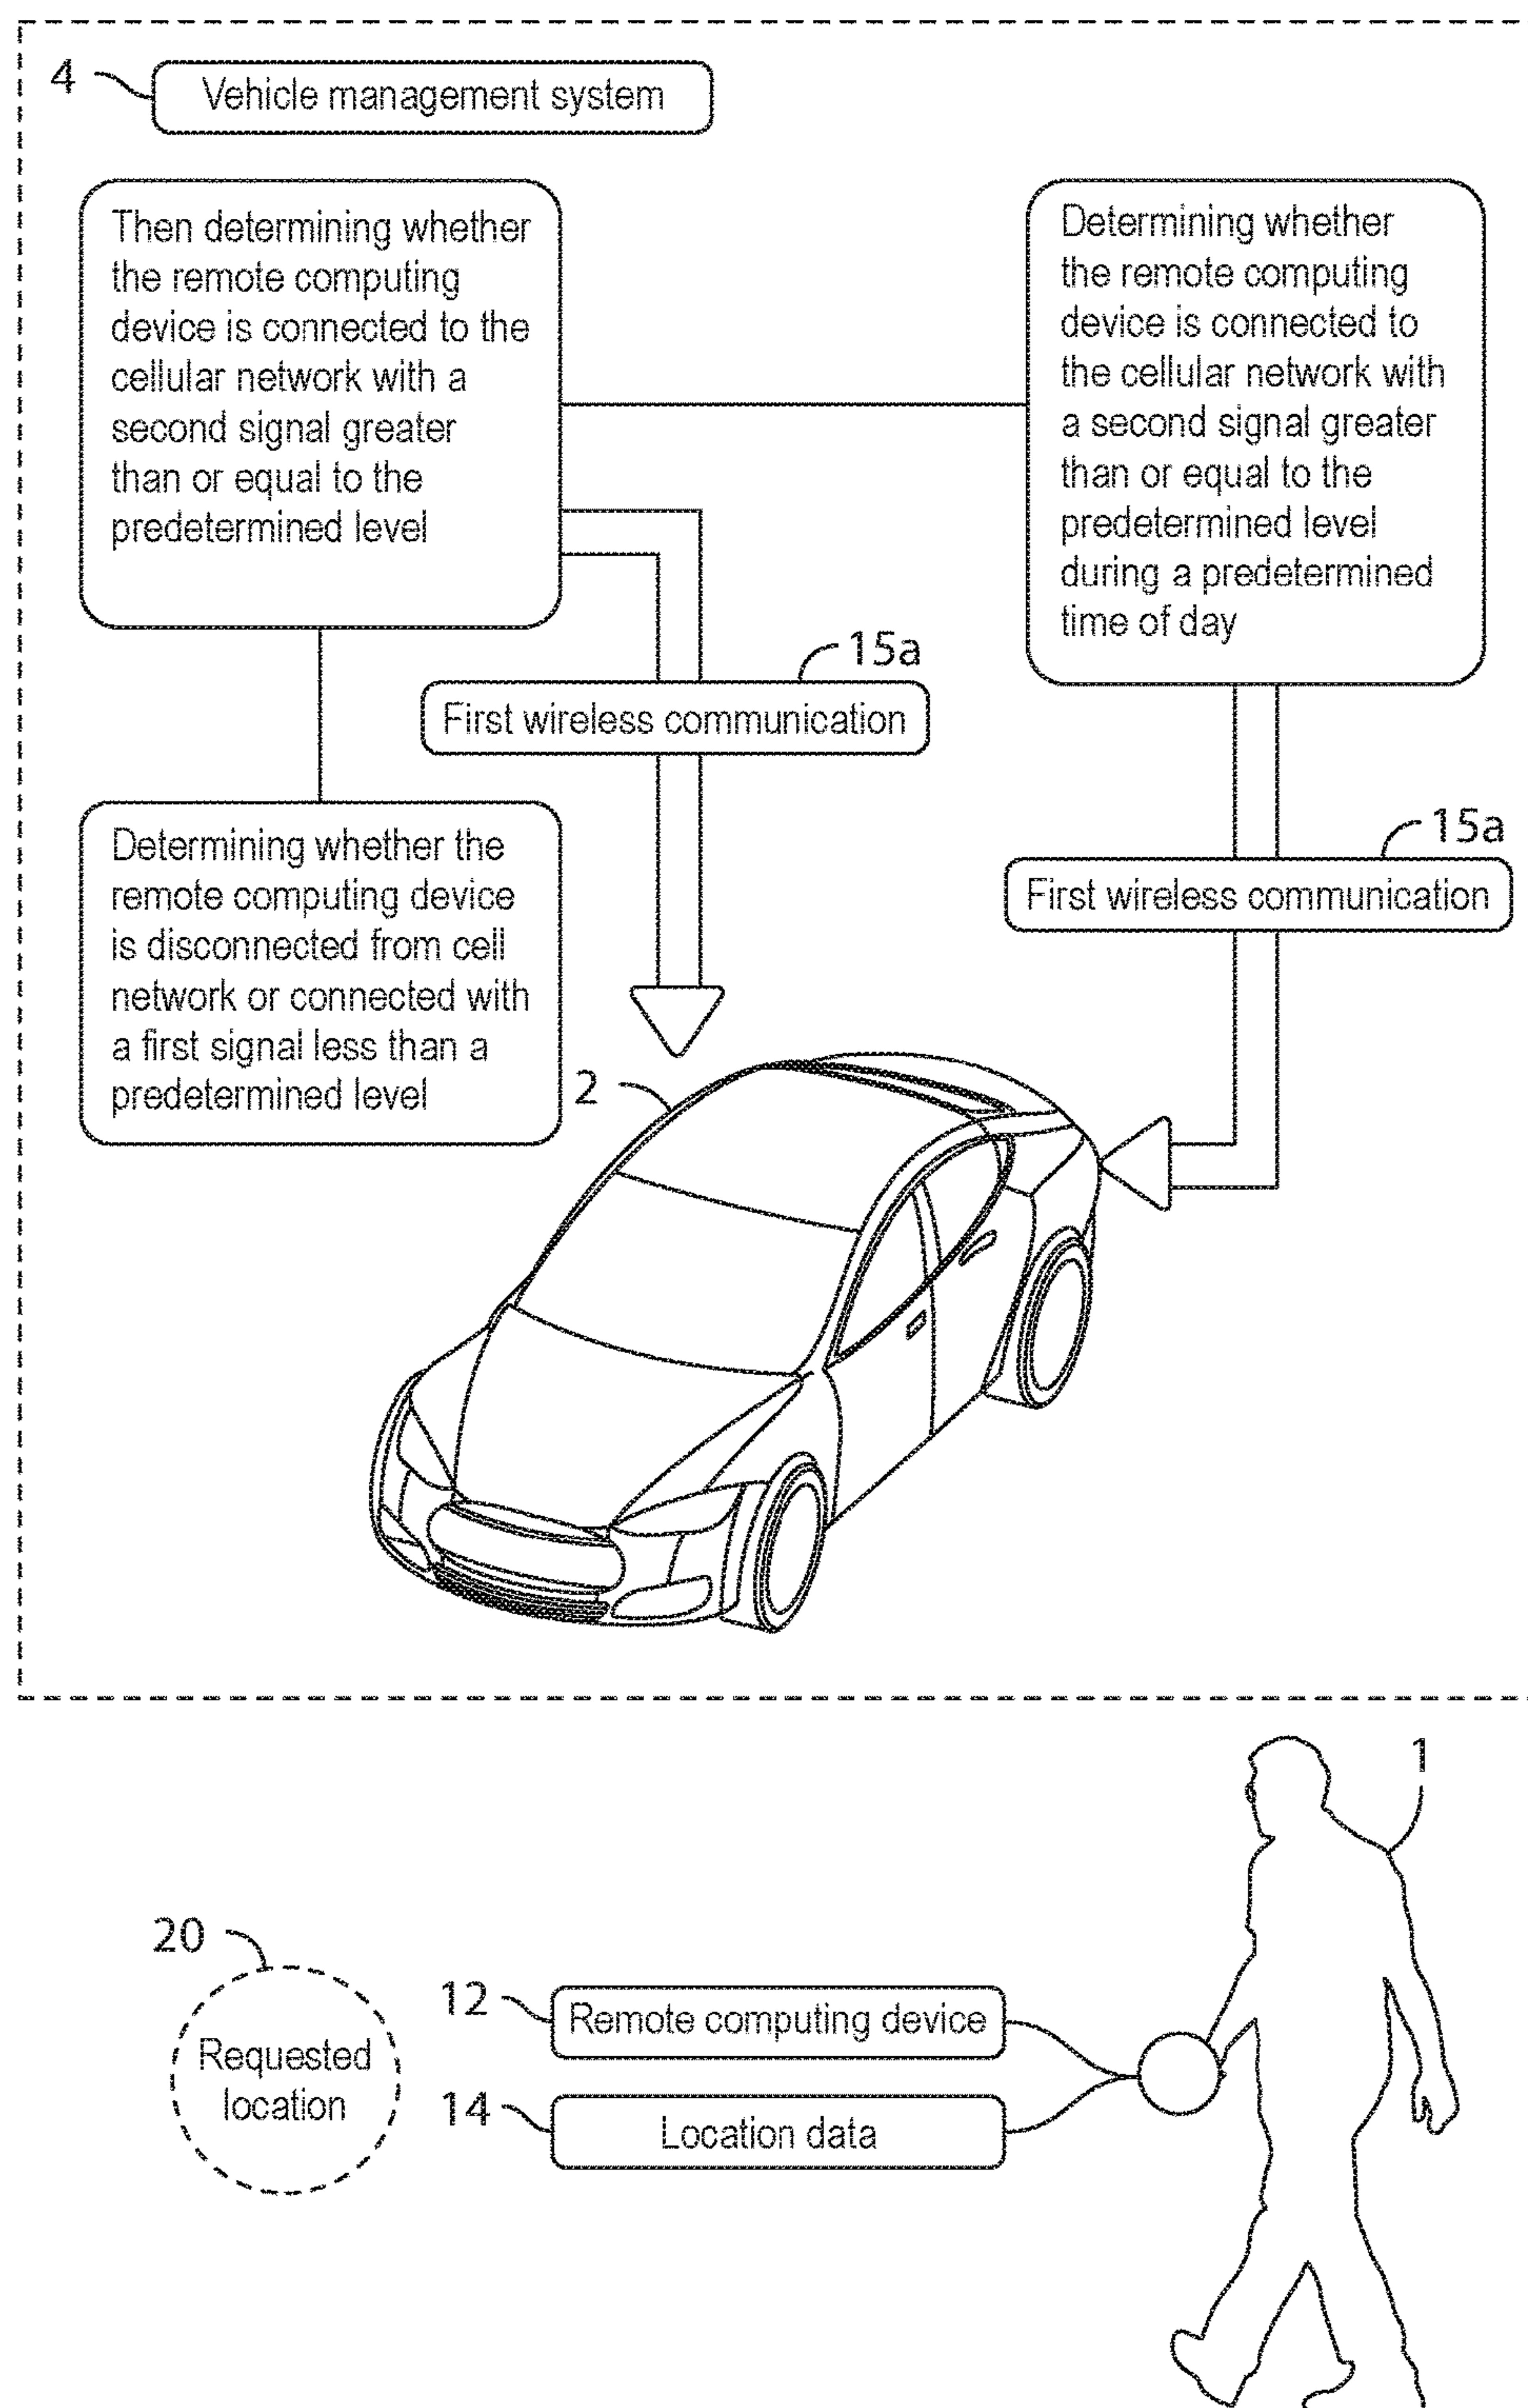 4
Vehicle management system
Then determining whether
the remote computing
device is connected to the
cellular network with a
second signal greater
than or equal to the
predetermined level
Determining whether
the remote computing
device is connected to
the cellular network with
a second signal greater
than or equal to the
predetermined level
during a predetermined
time of day
15a
First wireless communication
15a
First wireless communication
Determining whether the
remote computing device
is disconnected from cell
network or connected with
a first signal less than a
predetermined level
2
1
20
Requested
location
12
Remote computing device
14
Location data